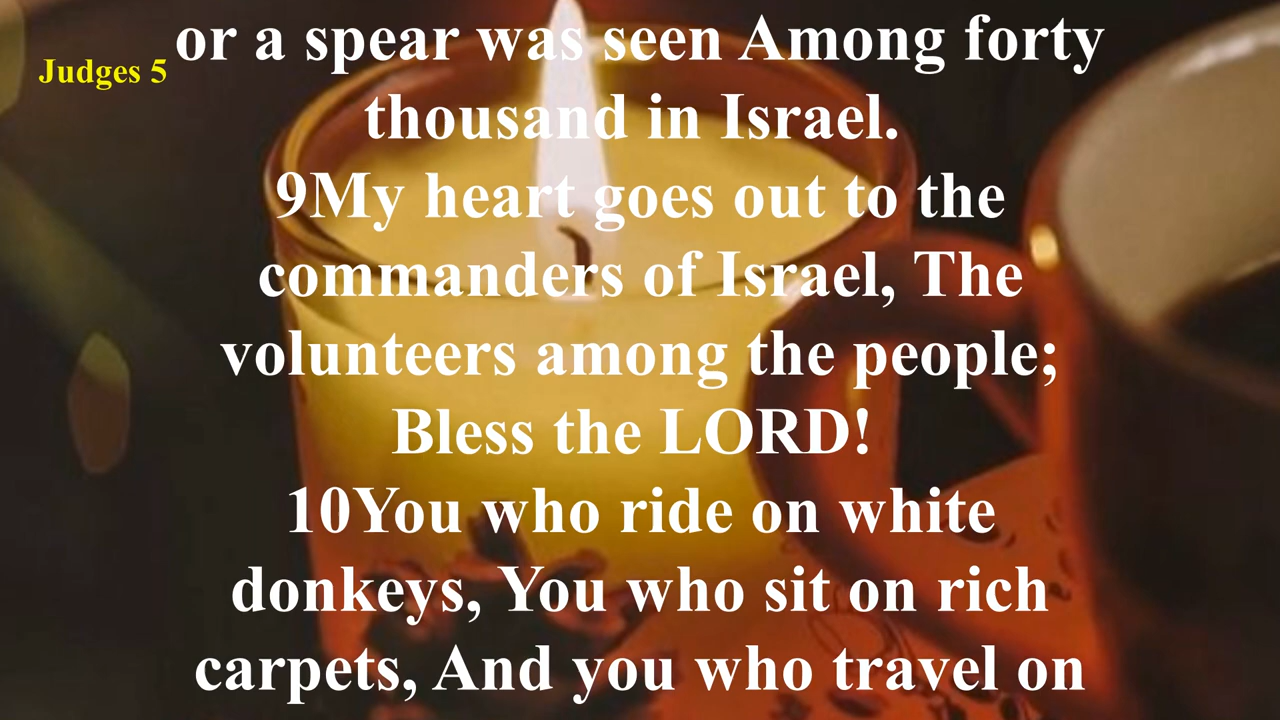 Judges 5
or a spear was seen Among forty
thousand in Israel.
9My heart goes out to the
commanders of Israel, The
volunteers among the people;
Bless the LORD!
10You who ride on white
donkeys, You who sit on rich
carpets, And you who travel on